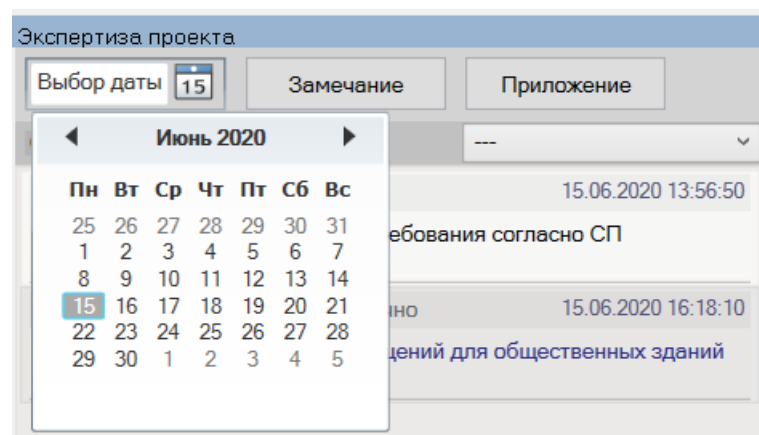 Экспертиза проекта
Выбор даты 15 Замечание Приложение
Июнь 2020
---
Пн Вт Ср Чт Пт Сб Вс
15.06.2020 13:56:50
25 26 27 28 29 30 31
ебования согласно СП
1 2 3 4 5 6 7
8 9 10 11 12 13 14
15 16 17 18 19 20 21
чно 15.06.2020 16:18:10
22 23 24 25 26 27 28
щений для общественных зданий
29 30 1 2 3 4 5